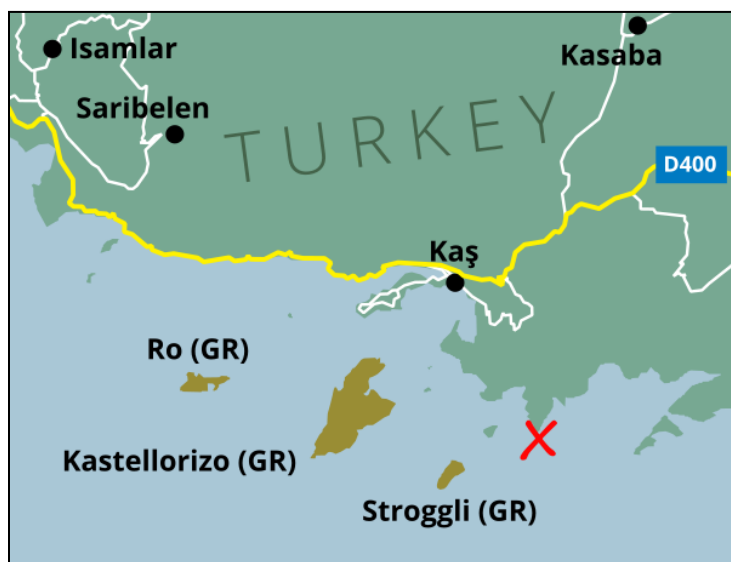 Isamlar
Kasaba
Saribelen
TURKEY
D400
Kaş
Ro (GR)
Kastellorizo (GR)
Stroggli (GR)